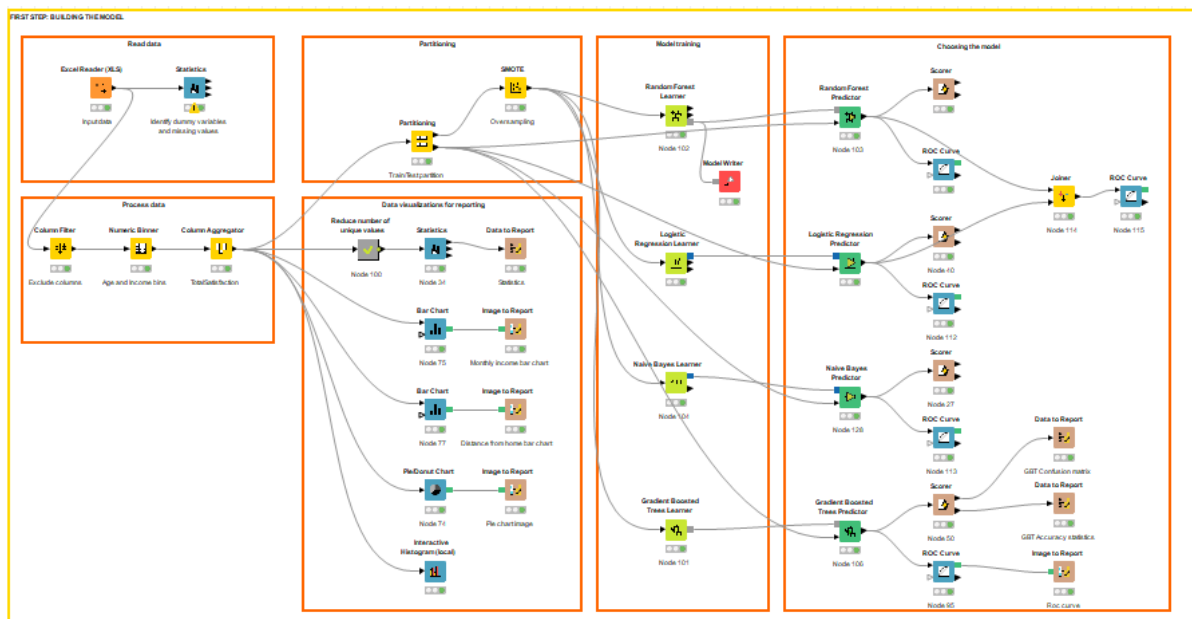 FIRST STEP: BUILDING THE MODEL
Read data
Excel Reader (XLS)
Input data
Statistics
Identify dummy variables
and missing values
Process data
Column Filter
Exclude columns
Numeric Binner
Age and Income bins
Column Aggregator
TotalSatisfaction
Partitioning
SMOTE
Oversampling
Partitioning
Train/Test partition
Data visualizations for reporting
Reduce number of
unique values
Node 100
Statistics
Node 34
Data to Report
Statistics
Bar Chart
Node 75
Image to Report
Monthly income bar chart
Bar Chart
Node 77
Image to Report
Distance from home bar chart
Pie/Donut Chart
Node 74
Image to Report
Pie chart image
Interactive
Histogram (local)
Model training
Random Forest
Learner
Node 102
Model Writer
Logistic
Regression Learner
Naive Bayes Learner
Node 104
Gradient Boosted
Trees Learner
Node 101
Choosing the model
Random Forest
Predictor
Node 103
Scorer
ROC Curve
Joiner
Node 114
ROC Curve
Node 115
Logistic Regression
Predictor
Scorer
Node 40
ROC Curve
Node 112
Naive Bayes
Predictor
Node 128
Scorer
Node 27
ROC Curve
Node 113
Gradient Boosted
Trees Predictor
Node 106
Scorer
Node 50
Data to Report
GBT Confusion matrix
Data to Report
GBT Accuracy statistics
ROC Curve
Node 95
Image to Report
Roc curve